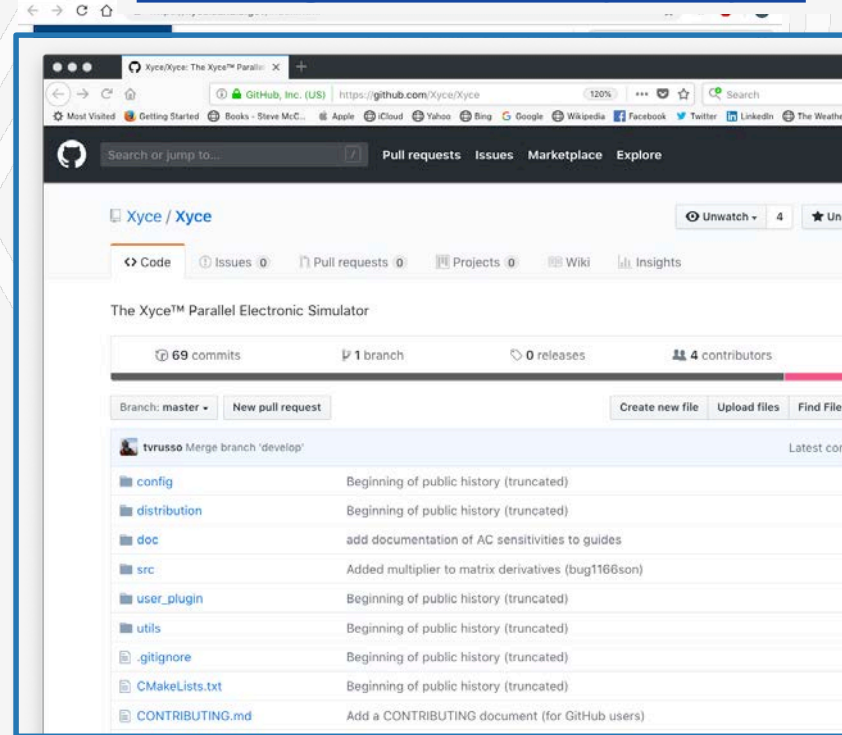 Xyce/Xyce: The Xyce™ Parallel
GitHub, Inc. (US) https://github.com/Xyce/Xyce 120% Search
Most Visited Getting Started Books - Steve McC... Apple iCloud Yahoo Bing Google Wikipedia Facebook Twitter LinkedIn The Weathe
Search or jump to... / Pull requests Issues Marketplace Explore
Xyce / Xyce Unwatch 4 Un
Code Issues 0 Pull requests 0 Projects 0 Wiki Insights
The Xyce™ Parallel Electronic Simulator
69 commits 1 branch 0 releases 4 contributors
Branch: master New pull request Create new file Upload files Find File
tvrusso Merge branch 'develop' Latest con
config Beginning of public history (truncated)
distribution Beginning of public history (truncated)
doc add documentation of AC sensitivities to guides
src Added multiplier to matrix derivatives (bug1166son)
user_plugin Beginning of public history (truncated)
utils Beginning of public history (truncated)
.gitignore Beginning of public history (truncated)
CMakeLists.txt Beginning of public history (truncated)
CONTRIBUTING.md Add a CONTRIBUTING document (for GitHub users)